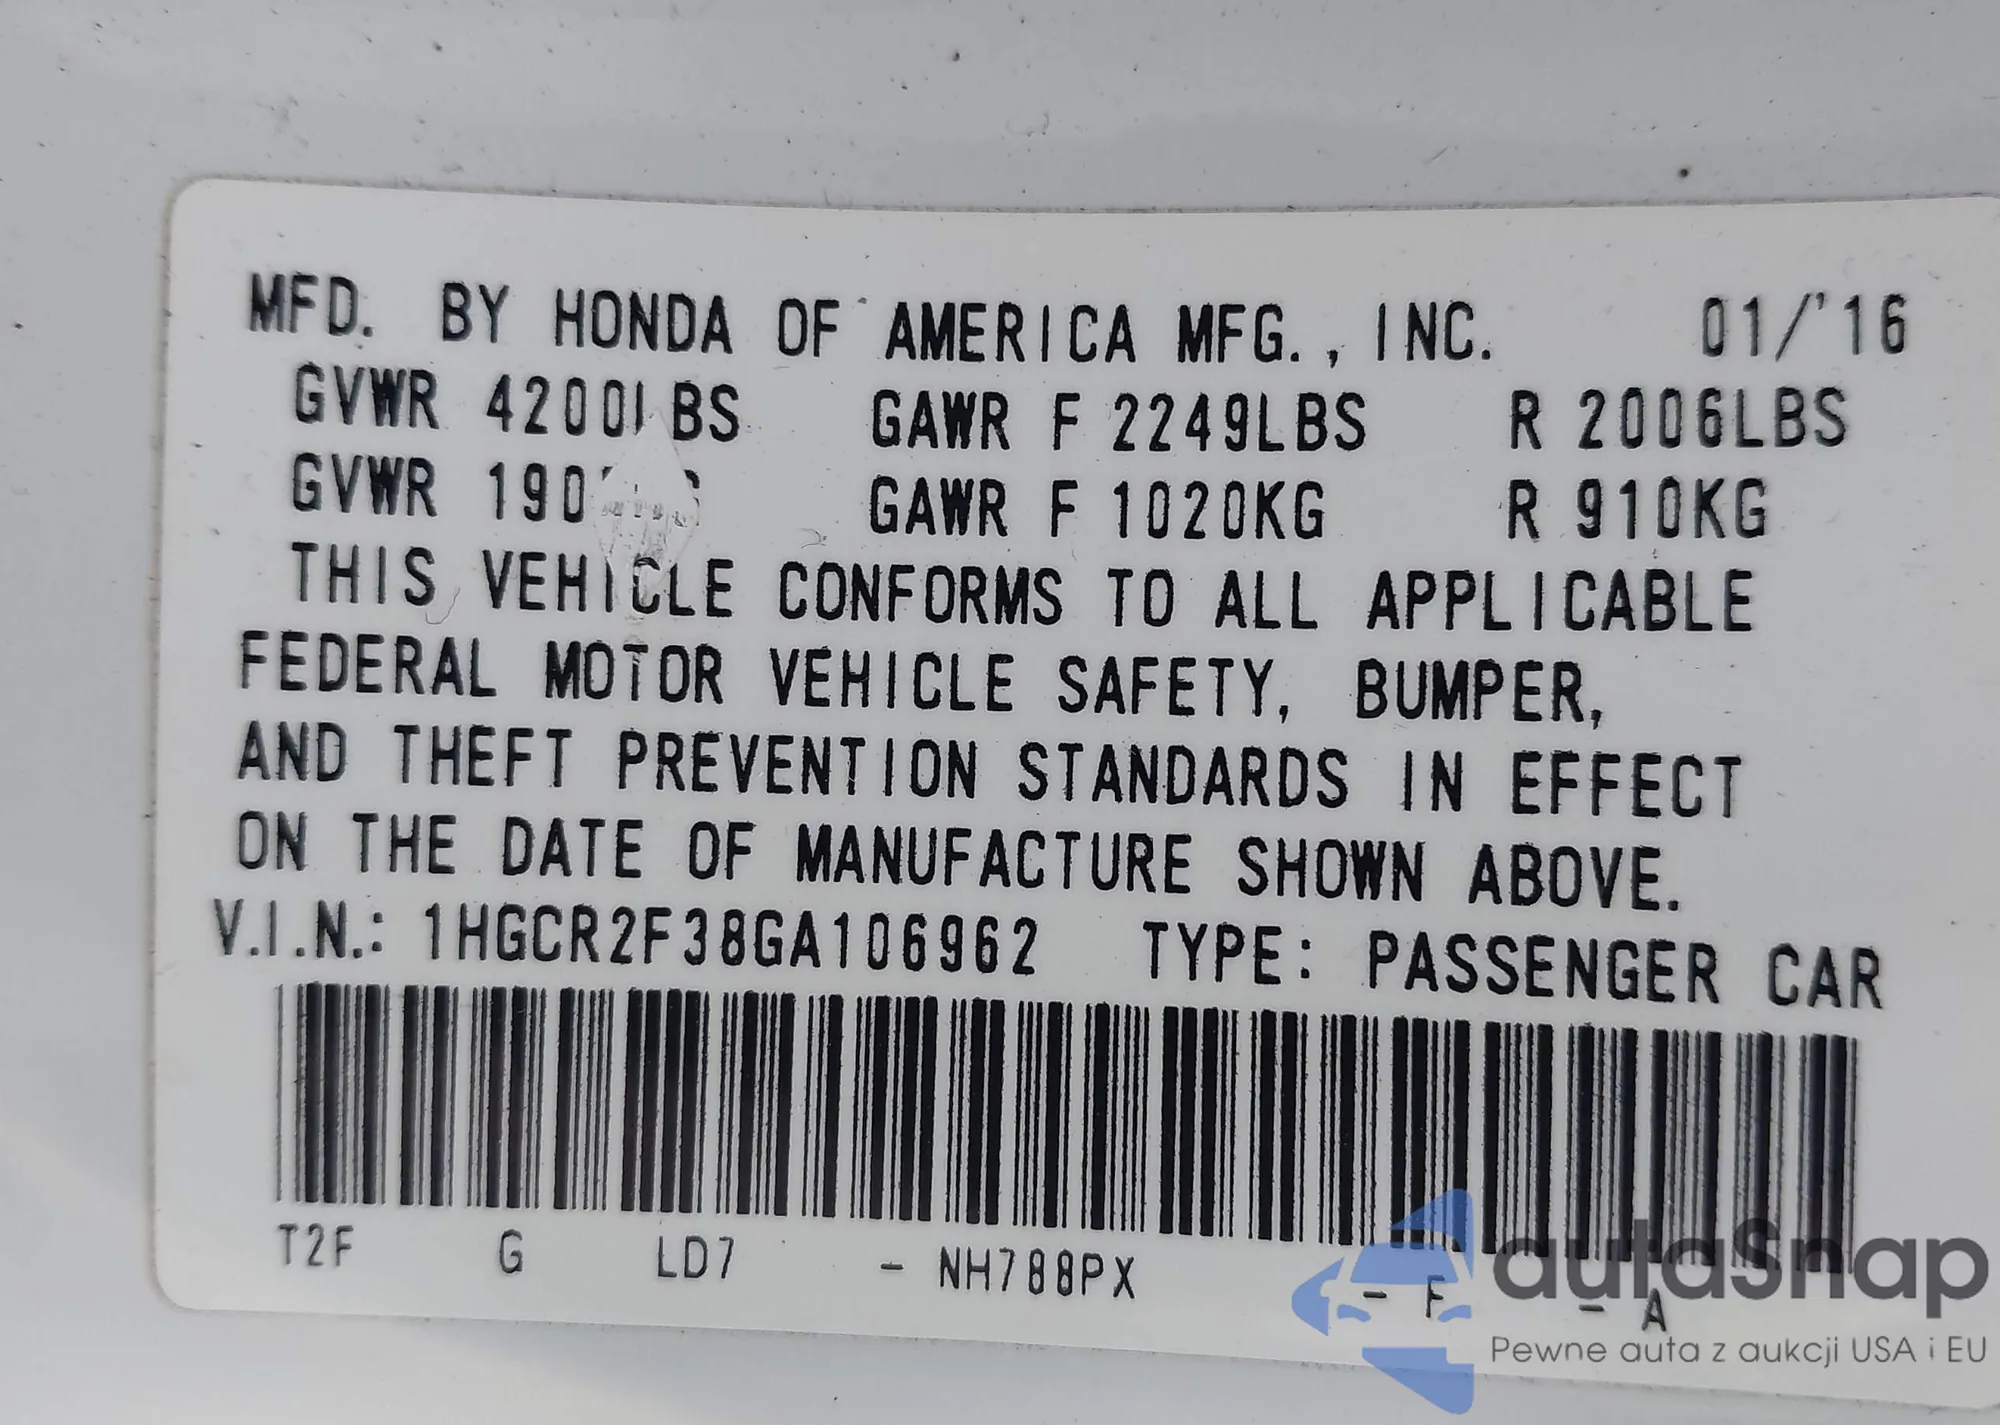 MFD. BY HONDA OF AMERICA MFG., INC. 01/'16
GVWR 4200LBS GAWR F 2249LBS R 2006LBS
GVWR GAWR F 1020KG R 910KG
THIS VEHICLE CONFORMS TO ALL APPLICABLE
FEDERAL MOTOR VEHICLE SAFETY, BUMPER,
AND THEFT PREVENTION STANDARDS IN EFFECT
ON THE DATE OF MANUFACTURE SHOWN ABOVE.
V.I.N.: 1HGCR2F38GA106962 TYPE: PASSENGER CAR
T2F G LD7 - NH788PX - F - A
autaSnap
Pewne auta z aukcji USA i EU